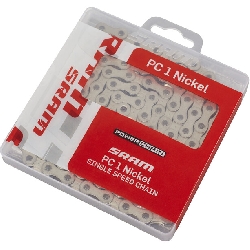 PC 1 Nickel
SRAM
SRAM
PC 1 Nickel
SINGLE SPEED CHAIN